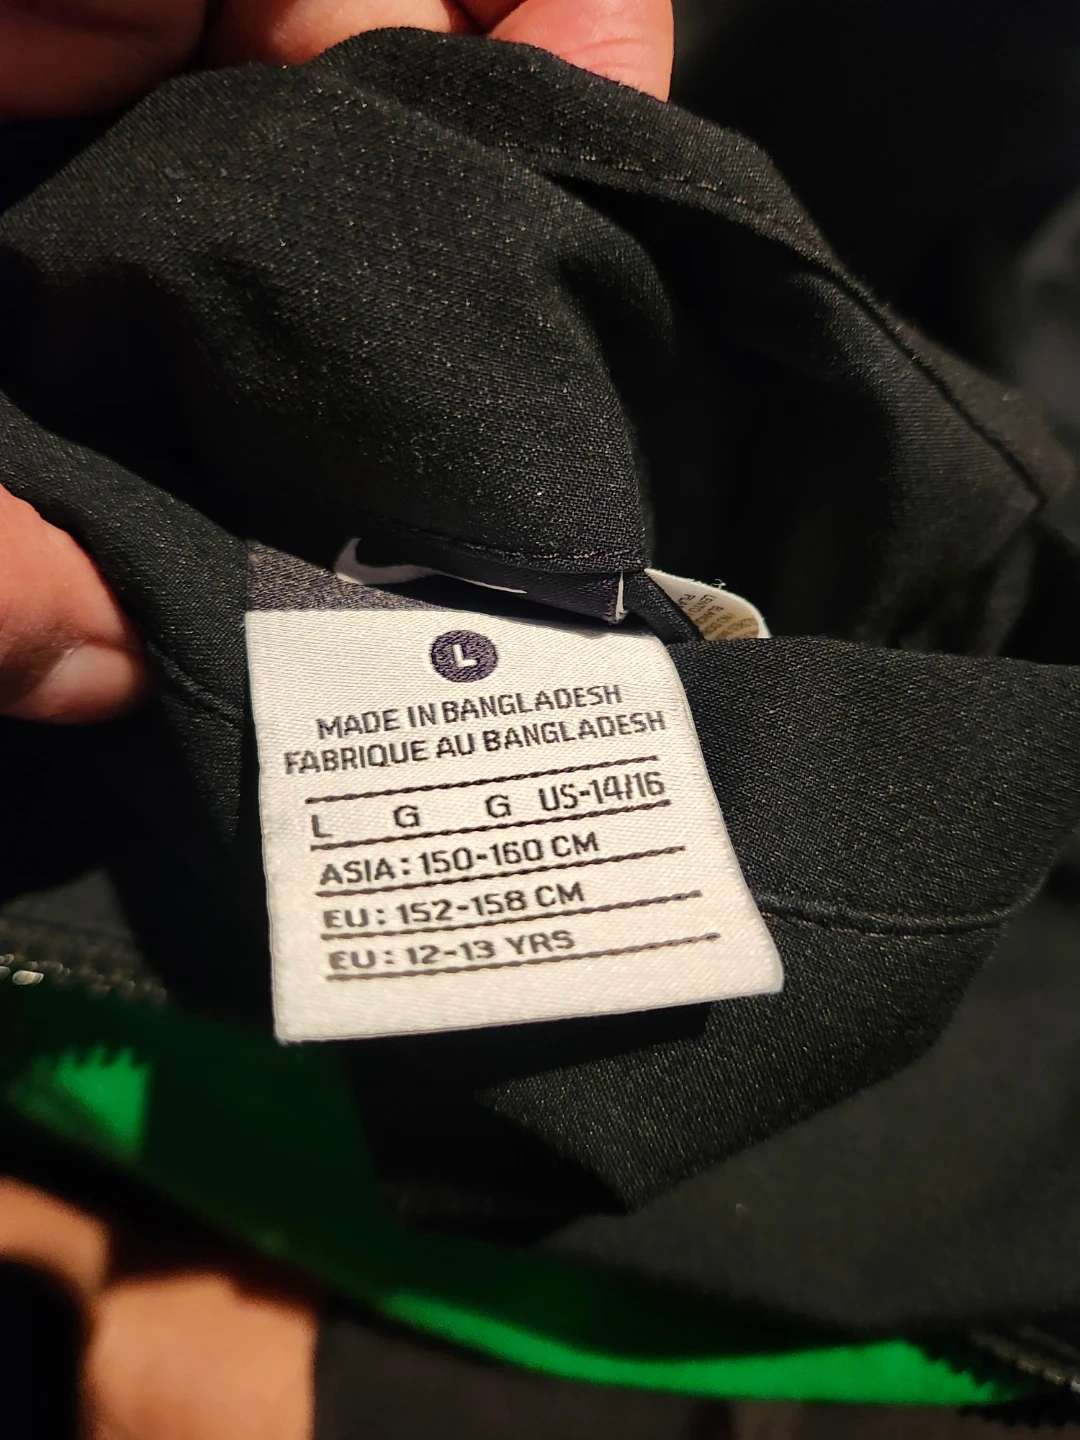 L
MADE IN BANGLADESH
FABRIQUE AU BANGLADESH
L G G US-14/16
ASIA: 150-160 CM
EU: 152-158 CM
EU: 12-13 YRS